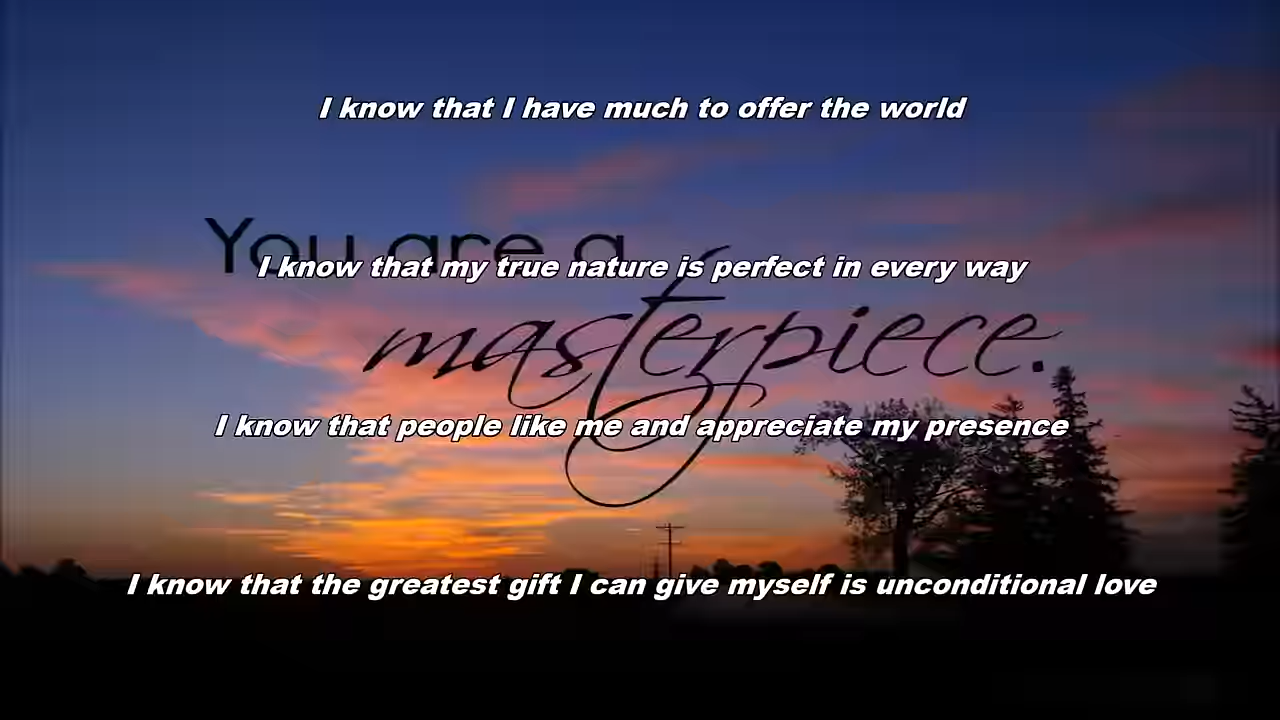 I know that I have much to offer the world
You are a
I know that my true nature is perfect in every way
masterpiece.
I know that people like me and appreciate my presence
I know that the greatest gift I can give myself is unconditional love